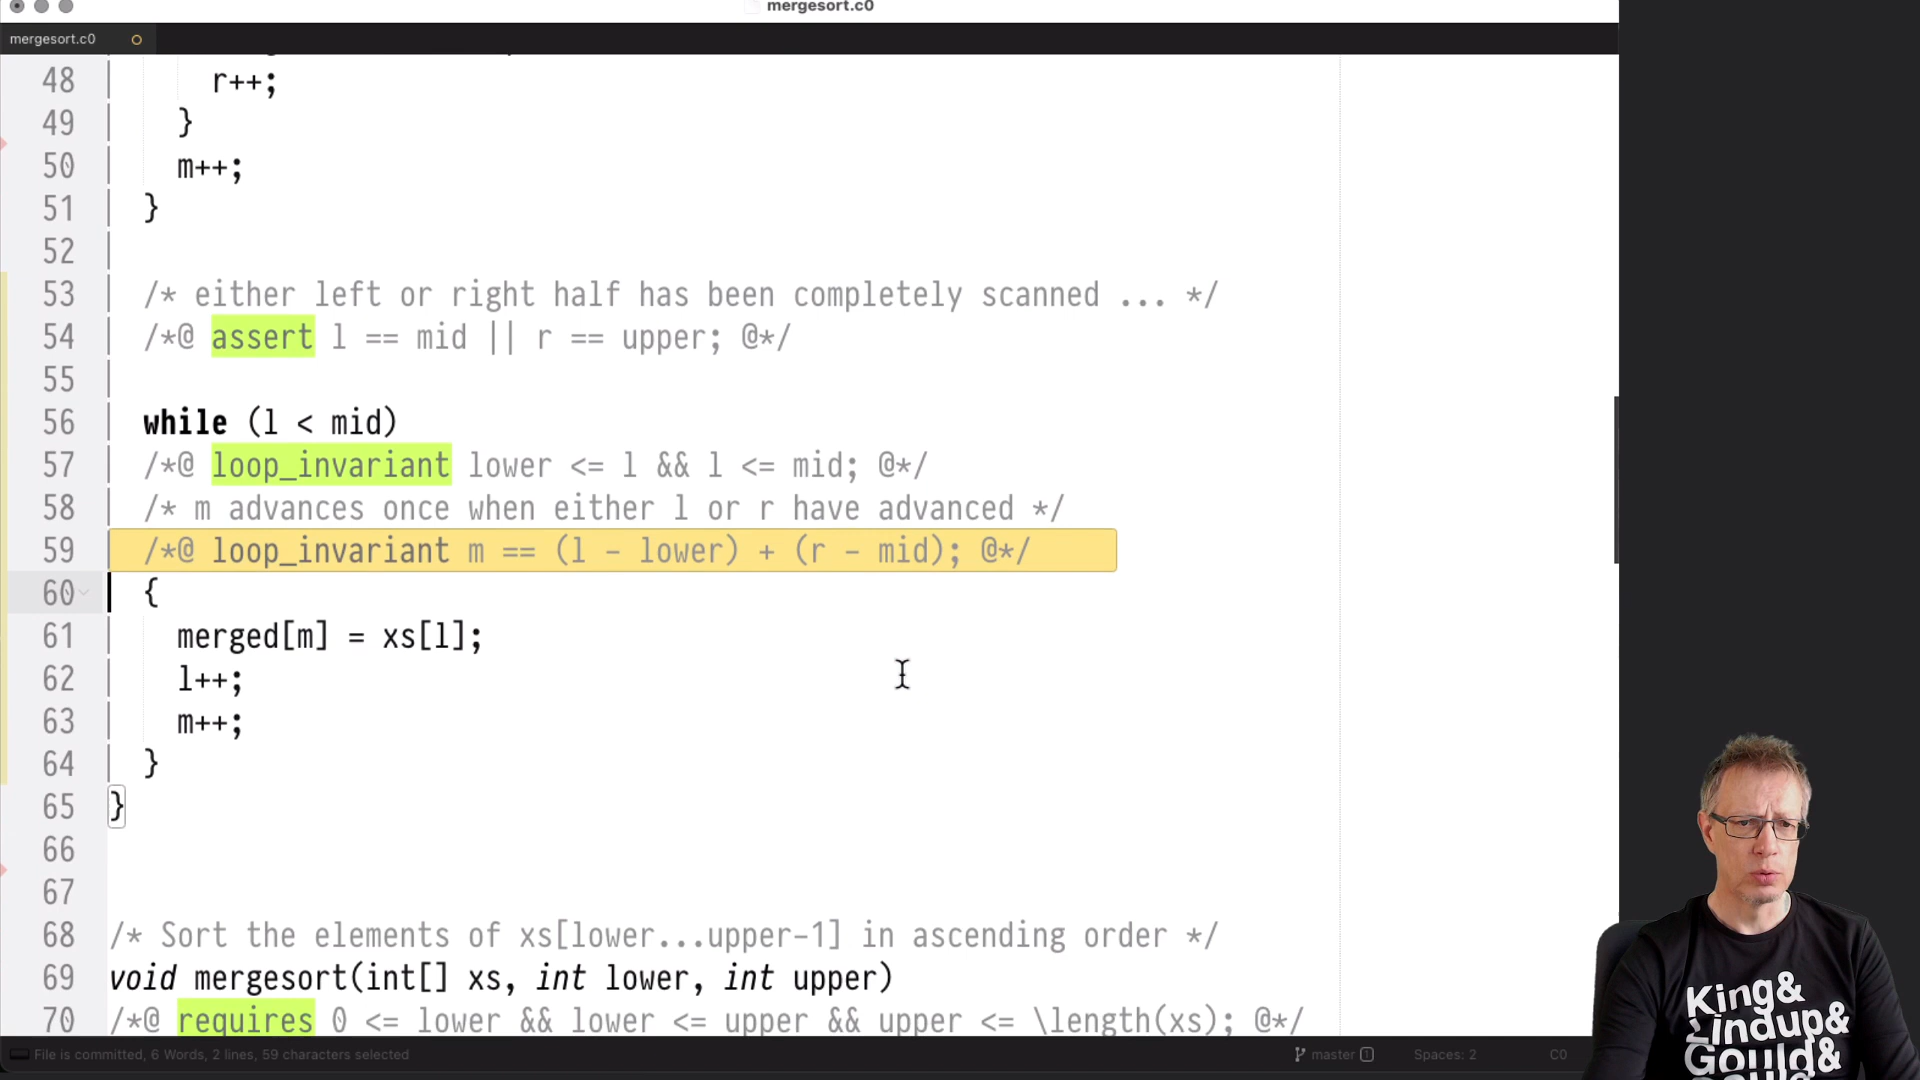 mergesort.c0
mergesort.c0
48 r++;
49 }
50 m++;
51 }
52
53 /* either left or right half has been completely scanned ... */
54 /*@ assert l == mid || r == upper; @*/
55
56 while (l < mid)
57 /*@ loop_invariant lower <= l && l <= mid; @*/
58 /* m advances once when either l or r have advanced */
59 /*@ loop_invariant m == (l - lower) + (r - mid); @*/
60 {
61 merged[m] = xs[l];
62 l++;
63 m++;
64 }
65 }
66
67
68 /* Sort the elements of xs[lower...upper-1] in ascending order */
69 void mergesort(int[] xs, int lower, int upper)
70 /*@ requires 0 <= lower && lower <= upper && upper <= \length(xs); @*/
File is committed, 6 Words, 2 lines, 59 characters selected
master 1
Spaces: 2
C0
King&
Lindup&
Gould&